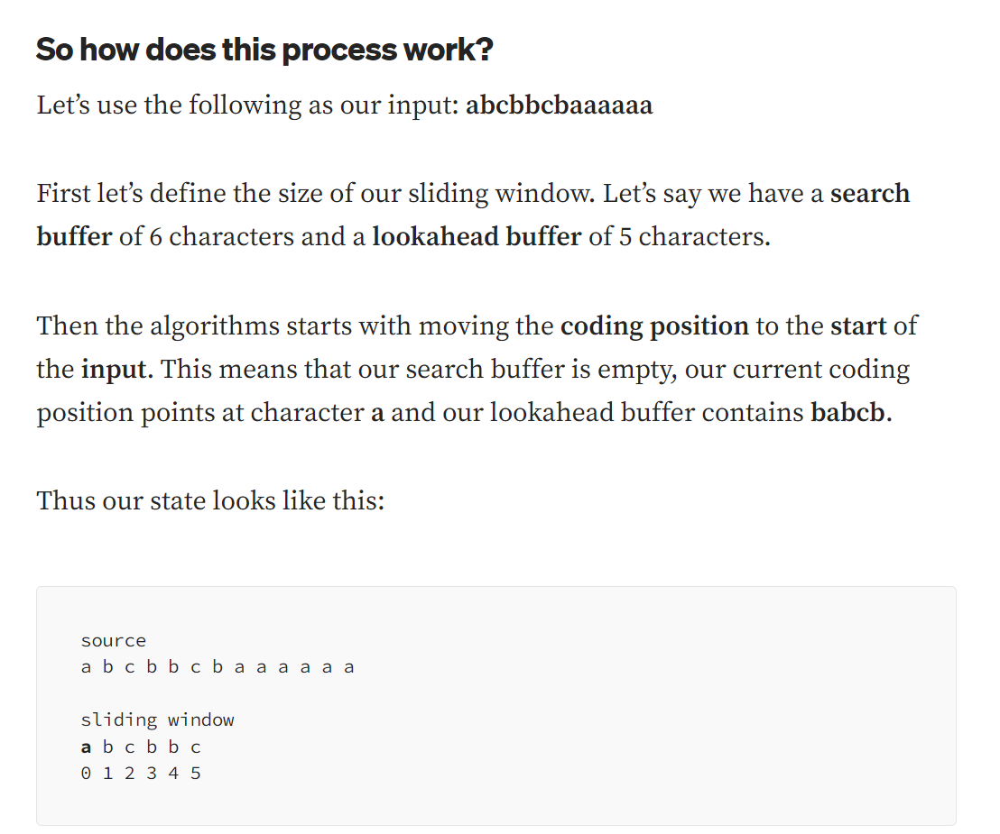 So how does this process work?
Let’s use the following as our input: abcbbcbaaaaaa
First let’s define the size of our sliding window. Let’s say we have a search
buffer of 6 characters and a lookahead buffer of 5 characters.
Then the algorithms starts with moving the coding position to the start of
the input. This means that our search buffer is empty, our current coding
position points at character a and our lookahead buffer contains babcb.
Thus our state looks like this:
source
a b c b b c b a a a a a a
sliding window
a b c b b c
0 1 2 3 4 5